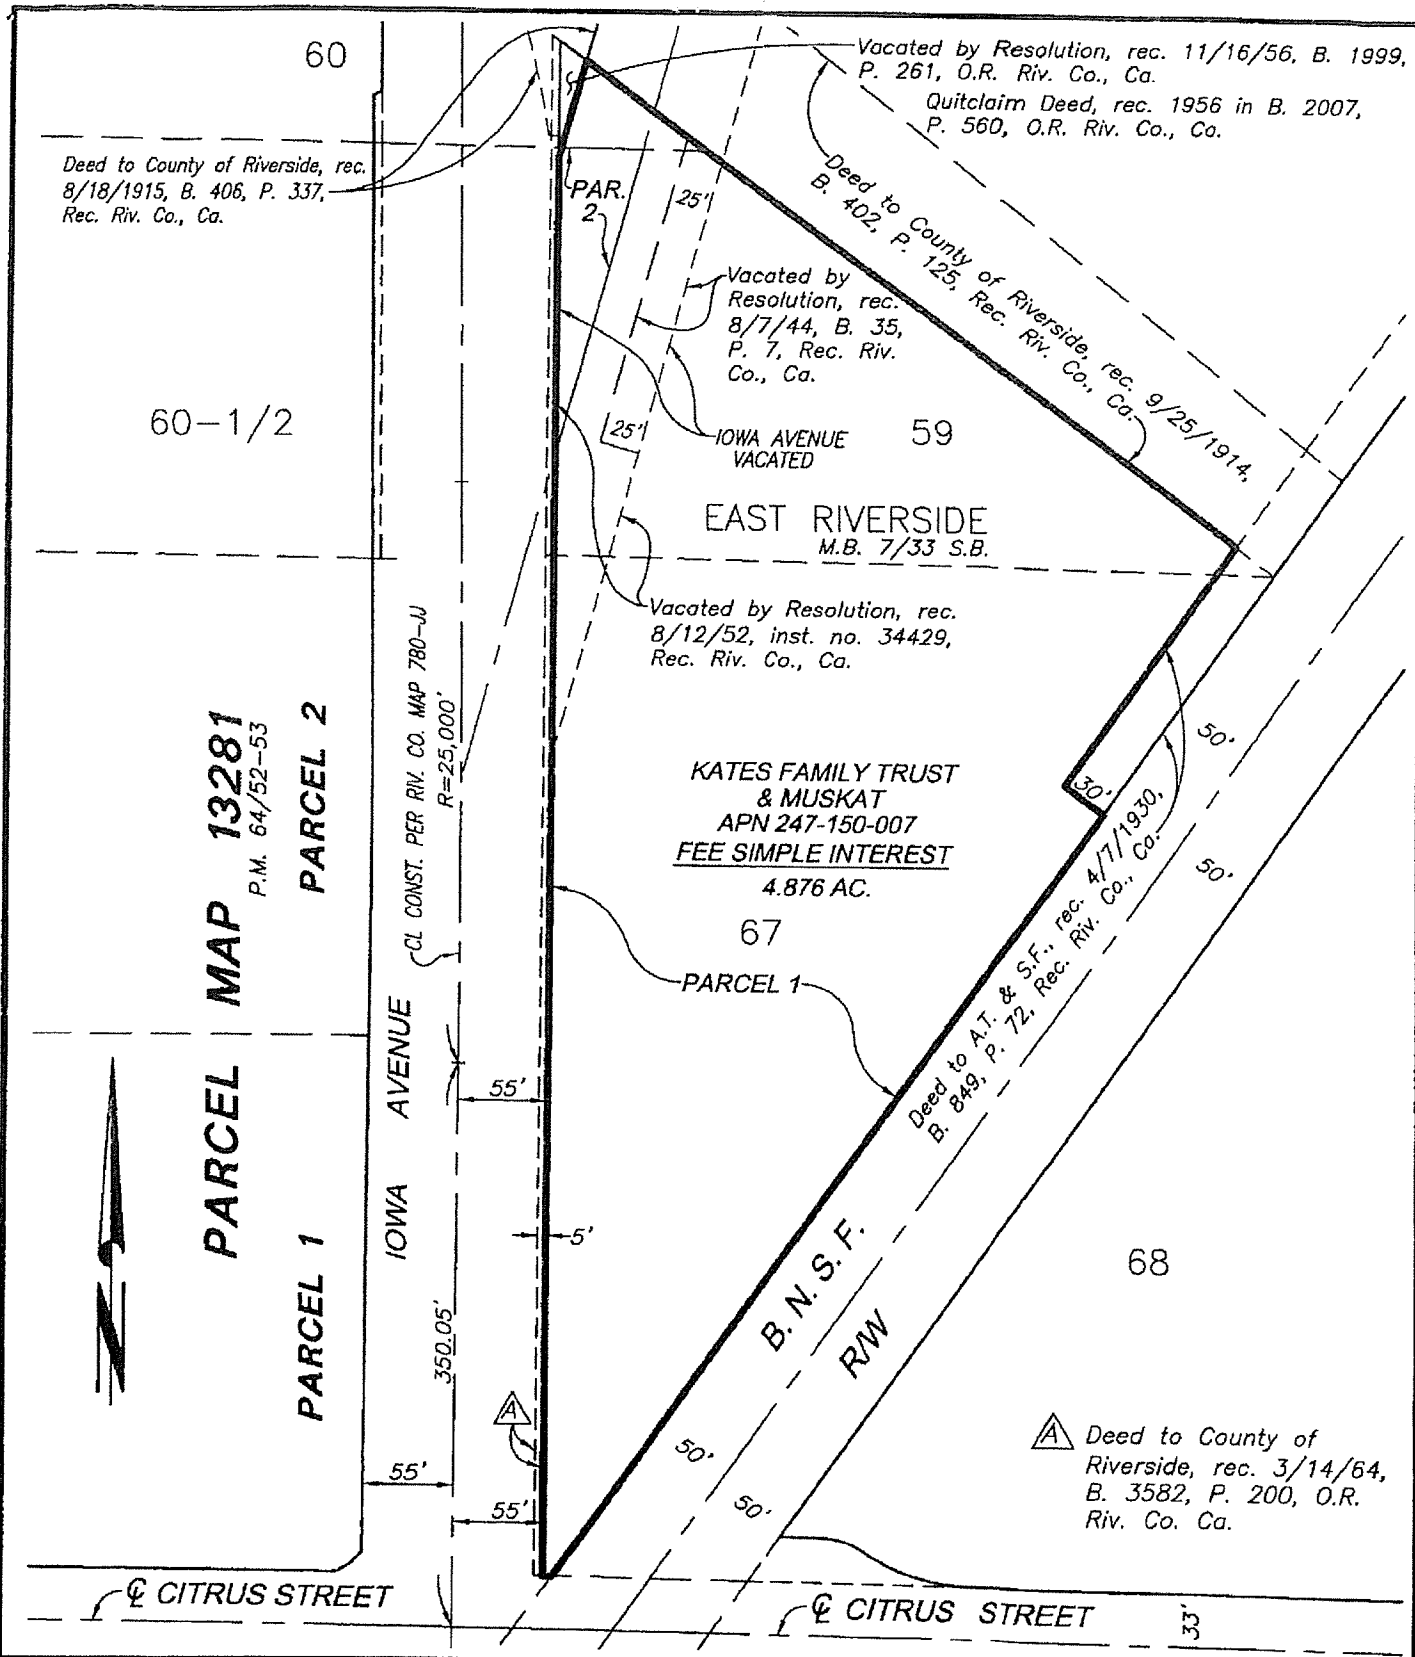 60
Vacated by Resolution, rec. 11/16/56, B. 1999,
P. 261, O.R. Riv. Co., Ca.
Quitclaim Deed, rec. 1956 in B. 2007,
P. 560, O.R. Riv. Co., Ca.
Deed to County of Riverside, rec.
8/18/1915, B. 406, P. 337,
Rec. Riv. Co., Ca.
PAR.
2
25'
Deed to County of Riverside, rec. 9/25/1914,
B. 402, P. 125, Rec. Riv. Co., Ca.
Vacated by
Resolution, rec.
8/7/44, B. 35,
P. 7, Rec. Riv.
Co., Ca.
60-1/2
25'
IOWA AVENUE
VACATED
59
EAST RIVERSIDE
M.B. 7/33 S.B.
Vacated by Resolution, rec.
8/12/52, inst. no. 34429,
Rec. Riv. Co., Ca.
PARCEL MAP 13281
P.M. 64/52-53
PARCEL 2
CL CONST. PER RIV. CO. MAP 780-JJ
R=25,000'
KATES FAMILY TRUST
& MUSKAT
APN 247-150-007
FEE SIMPLE INTEREST
4.876 AC.
30'
50'
50'
67
PARCEL 1
Deed to A.T. & S.F., rec. 4/7/1930,
B. 849, P. 72, Rec. Riv. Co., Ca.
IOWA AVENUE
55'
5'
N
PARCEL 1
350.05'
B. N. S. F.
R/W
68
A
A Deed to County of
Riverside, rec. 3/14/64,
B. 3582, P. 200, O.R.
Riv. Co. Ca.
55'
55'
50'
50'
℄ CITRUS STREET
℄ CITRUS STREET
33'